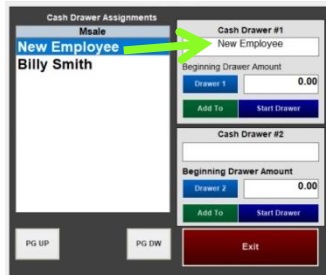 Cash Drawer Assignments
Msale
New Employee
Billy Smith
PG UP
PG DW
Cash Drawer #1
New Employee
Beginning Drawer Amount
Drawer 1
0.00
Add To
Start Drawer
Cash Drawer #2
Beginning Drawer Amount
Drawer 2
0.00
Add To
Start Drawer
Exit